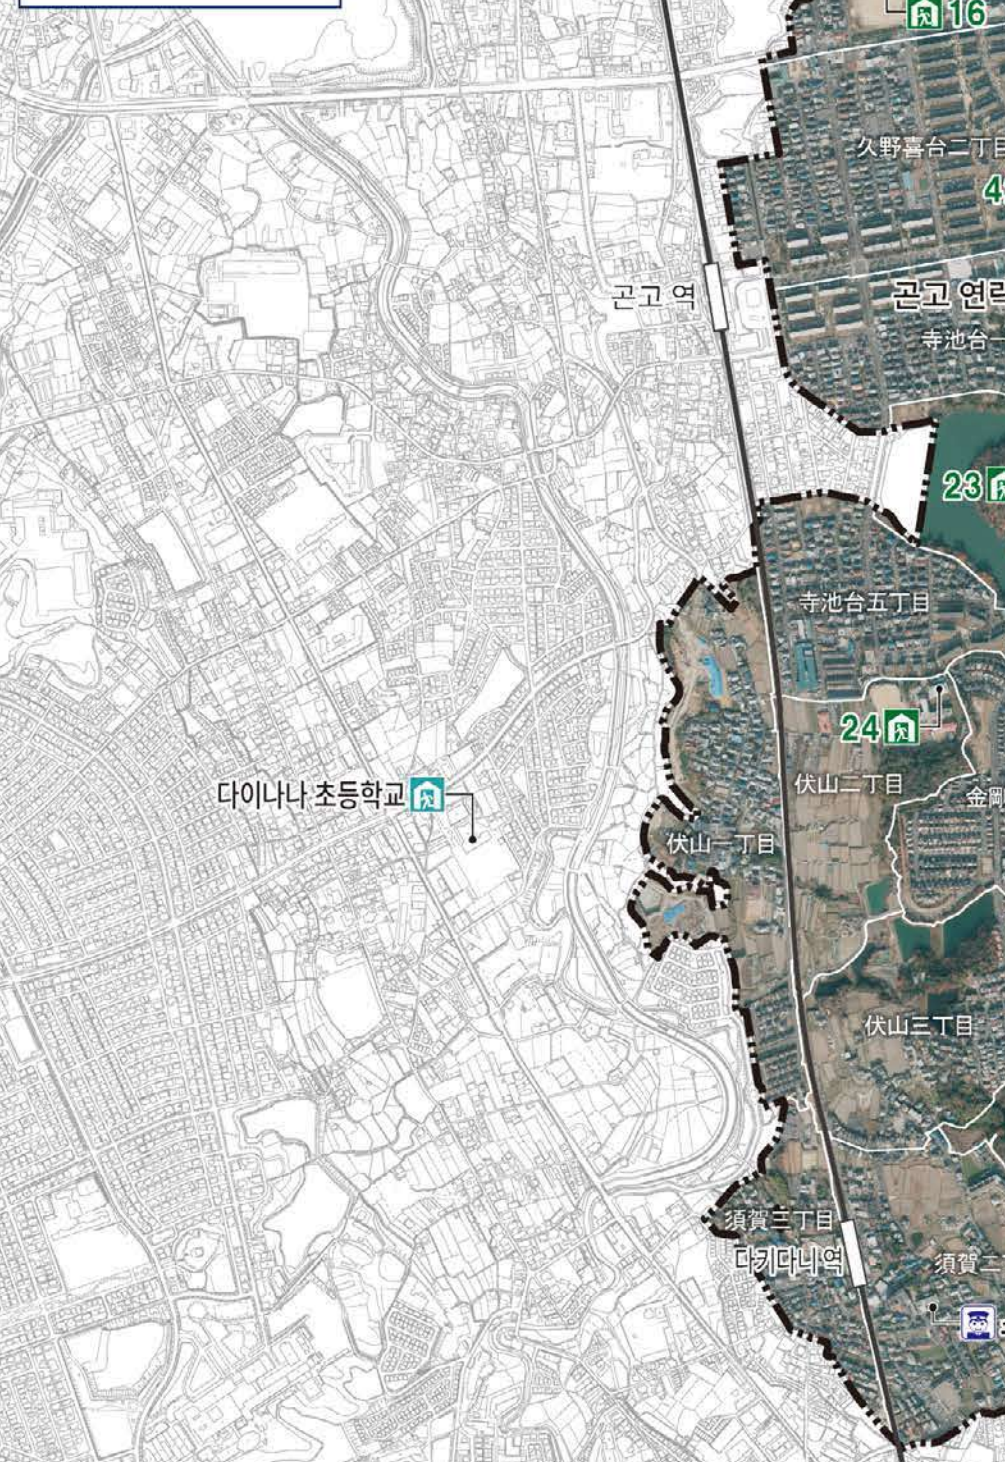 16
久野喜台二丁目
곤고 역
곤고 연
寺池台一
23
寺池台五丁目
24
伏山二丁目
다이나나 초등학교
金剛
伏山一丁目
伏山三丁目
須賀三丁目
다키다니 역
須賀二